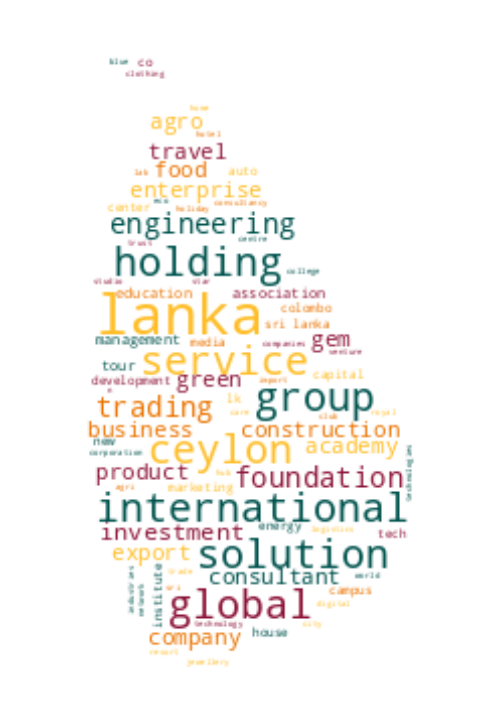 blue co
clothing
home
agro
hotel
travel
lab food auto
enterprise
eco consultancy
center holiday
engineering
trust centre
holding
college
studio star
education association
lanka colombo
sri lanka
management media companies gem
venture
tour service capital
development green import
trading lk group
care club royal
business construction
new ceylon academy
corporation
product hub foundation
technologies
agri marketing
international
investment energy logistics tech
export solution
trade consultant world
industries network institute
sri campus
global digital
technology city
company house
resort
jewellery